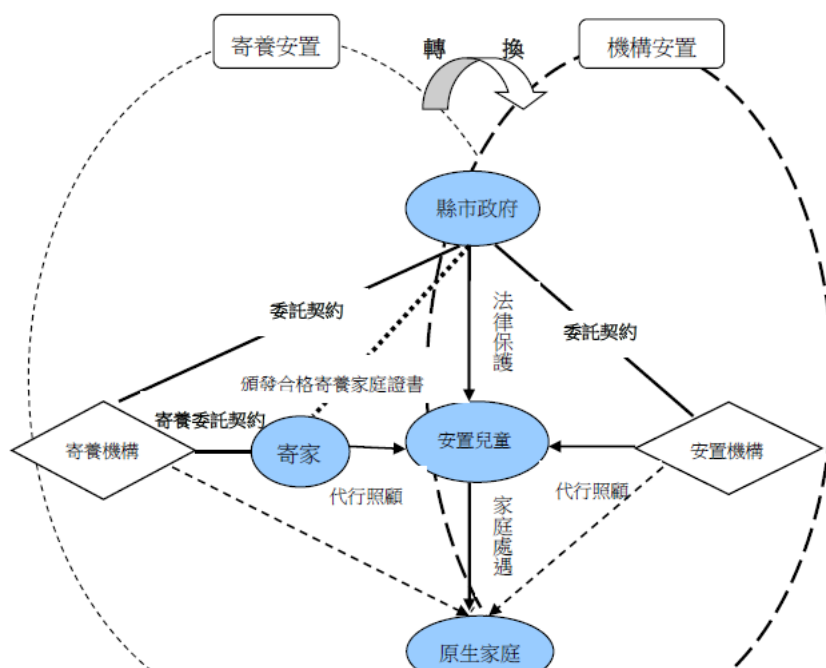 寄養安置
轉 換
機構安置
縣市政府
委託契約
法律保護
委託契約
頒發合格寄養家庭證書
寄養機構
寄養委託契約
寄家
安置兒童
安置機構
代行照顧
代行照顧
家庭處遇
原生家庭